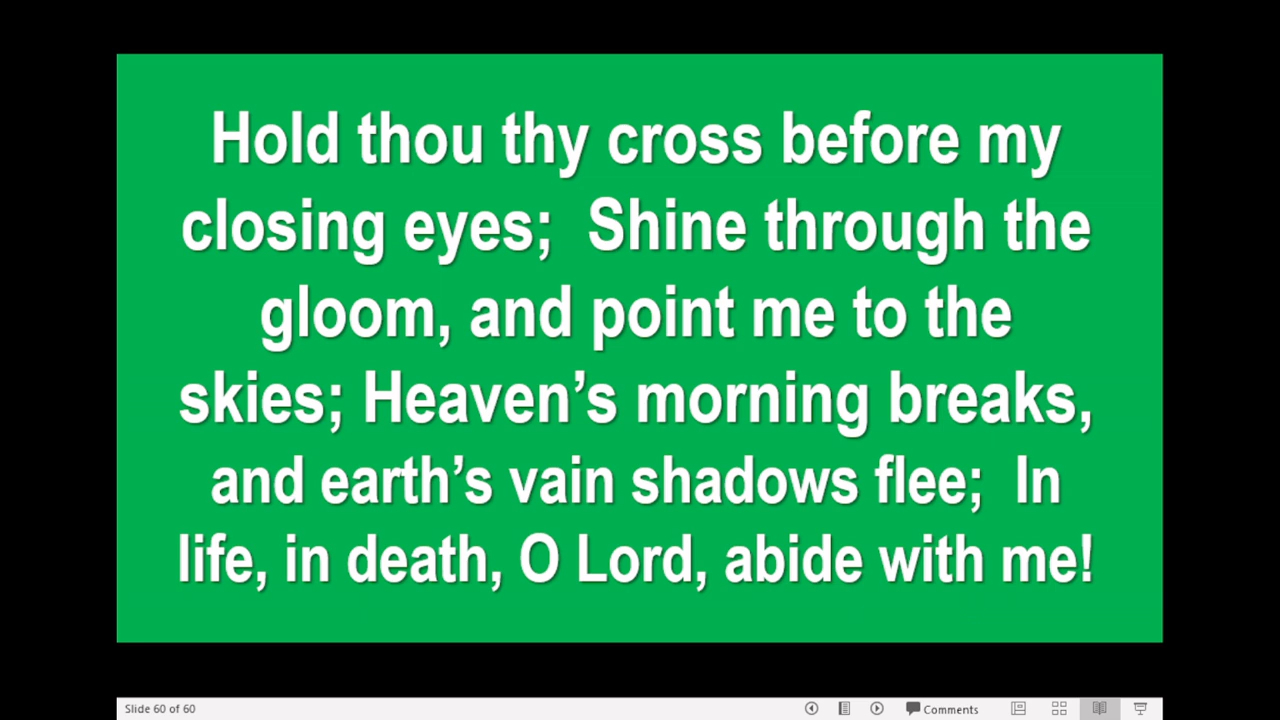 Hold thou thy cross before my
closing eyes;  Shine through the
gloom, and point me to the
skies; Heaven’s morning breaks,
and earth’s vain shadows flee;  In
life, in death, O Lord, abide with me!
Slide 60 of 60
Comments